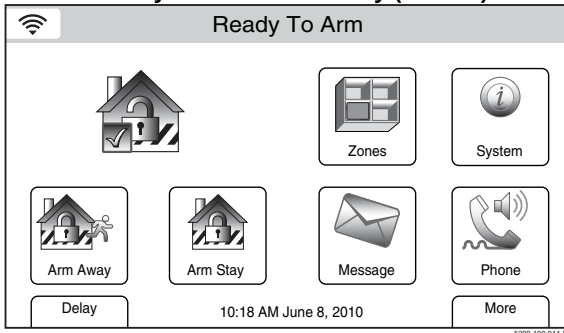 Ready To Arm
Zones
System
Arm Away
Arm Stay
Message
Phone
Delay
10:18 AM June 8, 2010
More